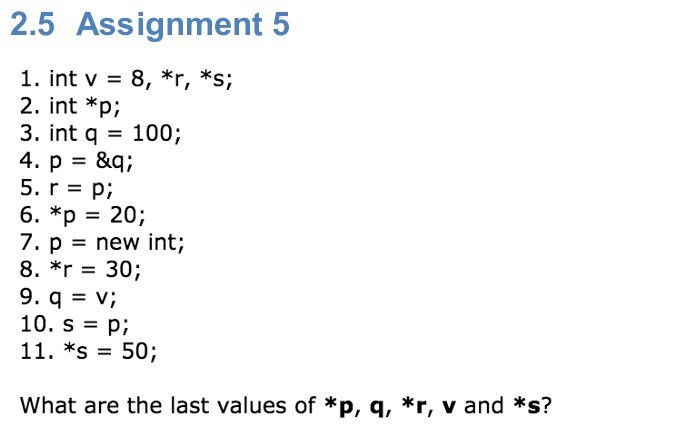 2.5 Assignment 5
1. int v = 8, *r, *s;
2. int *p;
3. int q = 100;
4. p = &q;
5. r = p;
6. *p = 20;
7. p = new int;
8. *r = 30;
9. q = v;
10. s = p;
11. *s = 50;
What are the last values of *p, q, *r, v and *s?